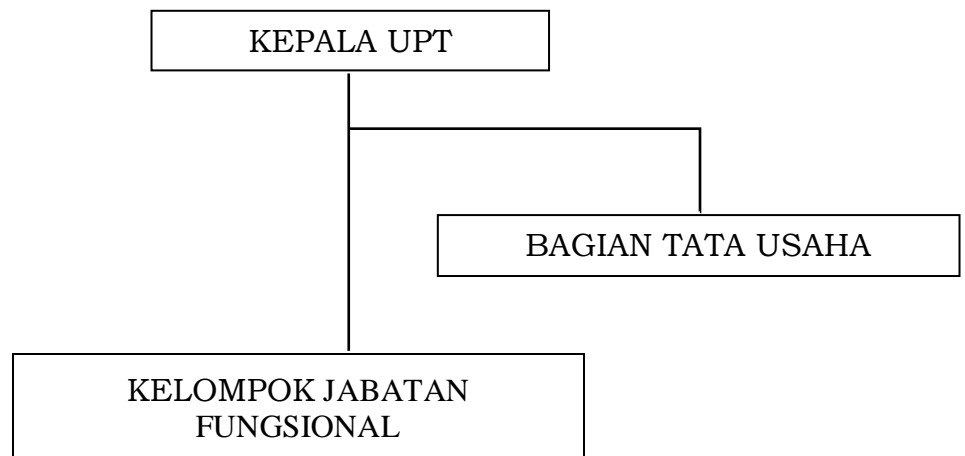 KEPALA UPT
BAGIAN TATA USAHA
KELOMPOK JABATAN
FUNGSIONAL